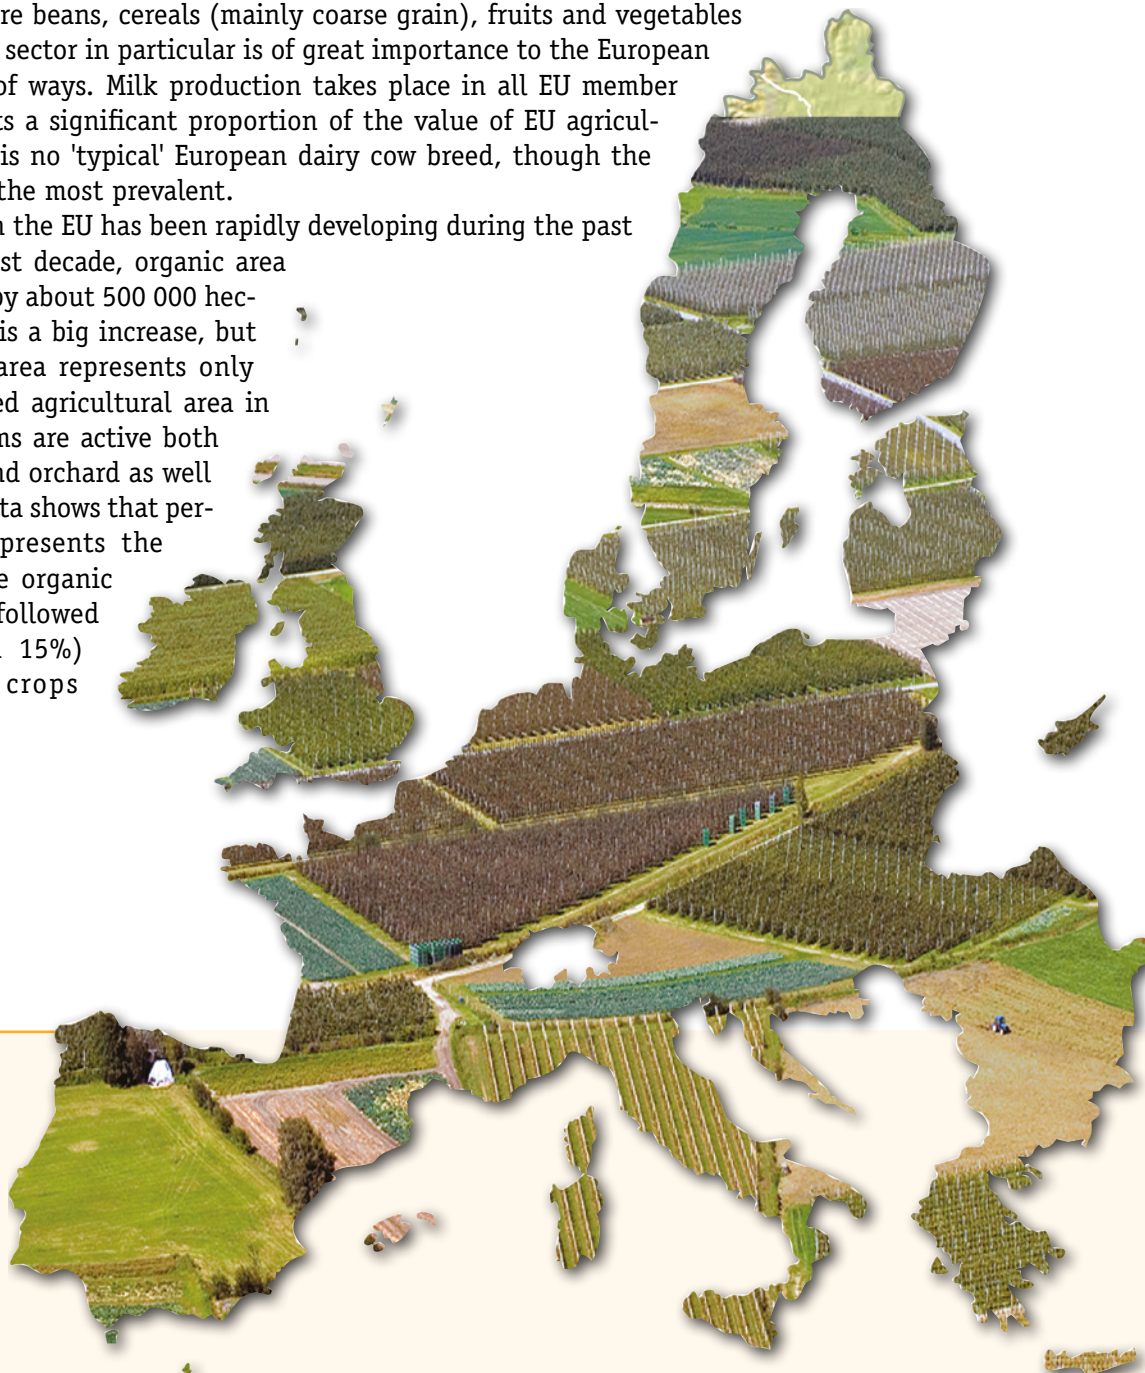 re beans, cereals (mainly coarse grain), fruits and vegetables
sector in particular is of great importance to the European
of ways. Milk production takes place in all EU member
ts a significant proportion of the value of EU agricul-
is no 'typical' European dairy cow breed, though the
the most prevalent.
n the EU has been rapidly developing during the past
st decade, organic area
by about 500 000 hec-
is a big increase, but
area represents only
ed agricultural area in
ms are active both
nd orchard as well
ta shows that per-
presents the
e organic
followed
15%)
crops